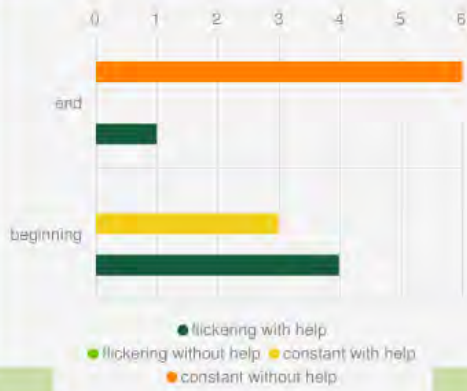 0 1 2 3 4 5 6
end
beginning
flickering with help
flickering without help constant with help
constant without help